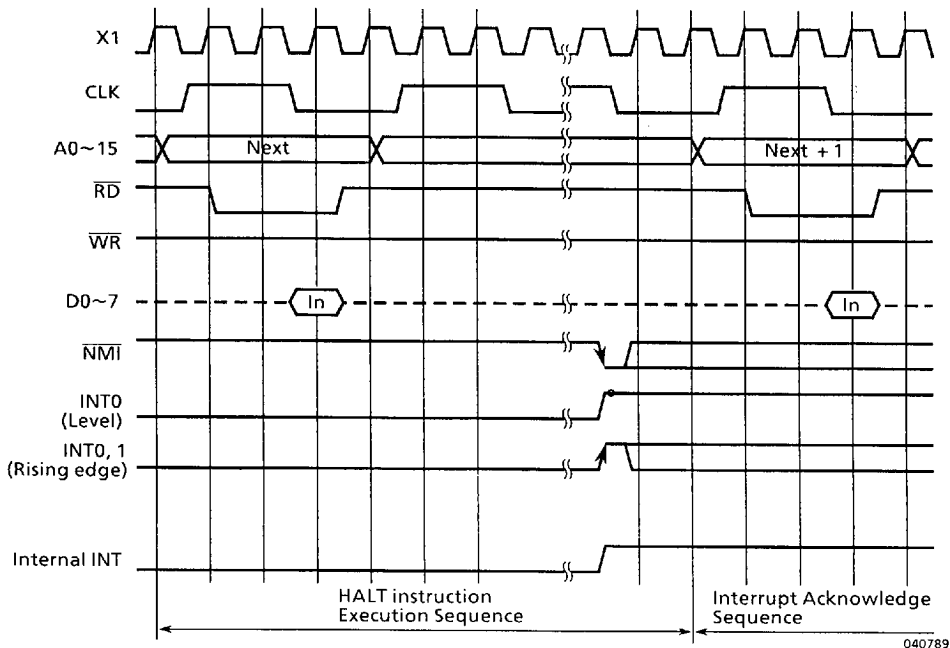 X1
CLK
A0~15
Next
Next + 1
RD
WR
D0~7
In
In
NMI
INT0
(Level)
INT0, 1
(Rising edge)
Internal INT
HALT instruction
Execution Sequence
Interrupt Acknowledge
Sequence
040789